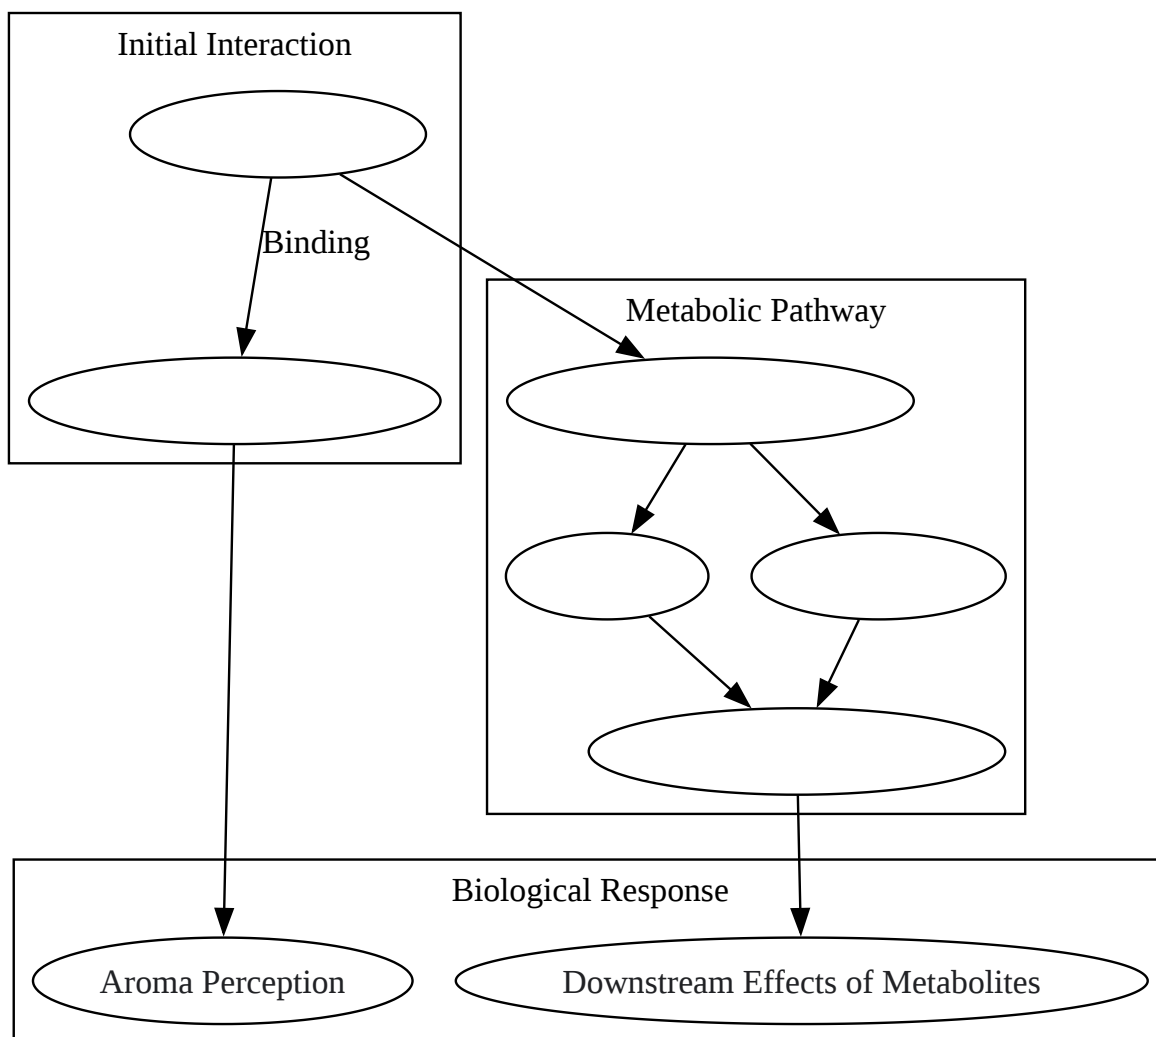 Initial Interaction
Binding
Metabolic Pathway
Biological Response
Aroma Perception
Downstream Effects of Metabolites